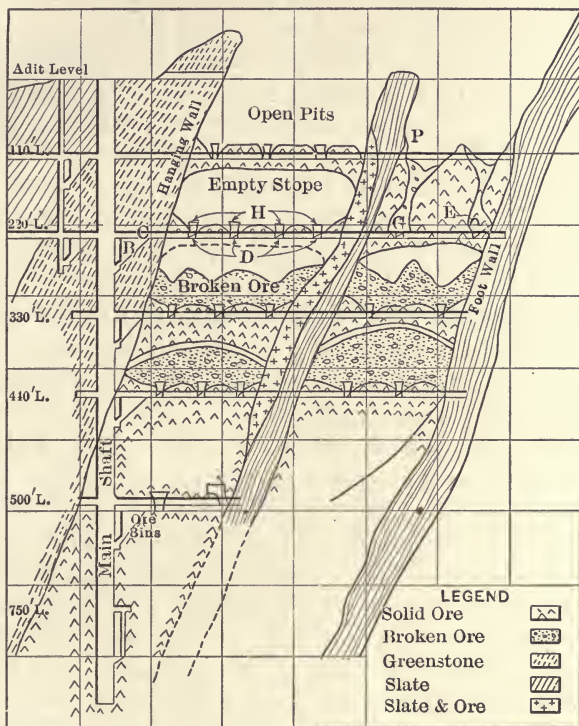 Adit Level
Open Pits
Hanging Wall
P
110'L.
Empty Stope
H
E
220 L.
C
G
B
D
Broken Ore
Foot Wall
330 L.
440'L.
Shaft
500'L.
Ore
Bins
Main
750 L.
LEGEND
Solid Ore
Broken Ore
Greenstone
Slate
Slate & Ore